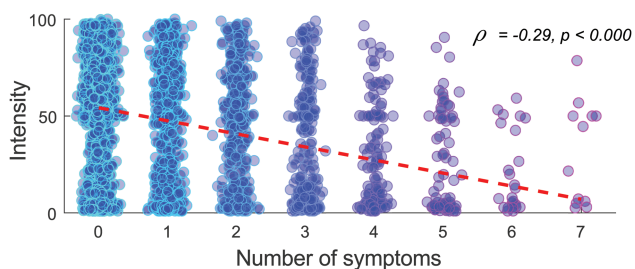 100
ρ = -0.29, p < 0.000
50
0
Intensity
0 1 2 3 4 5 6 7
Number of symptoms